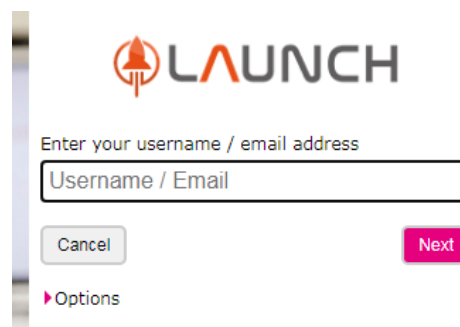 LAUNCH
Enter your username / email address
Username / Email
Cancel
Next
Options